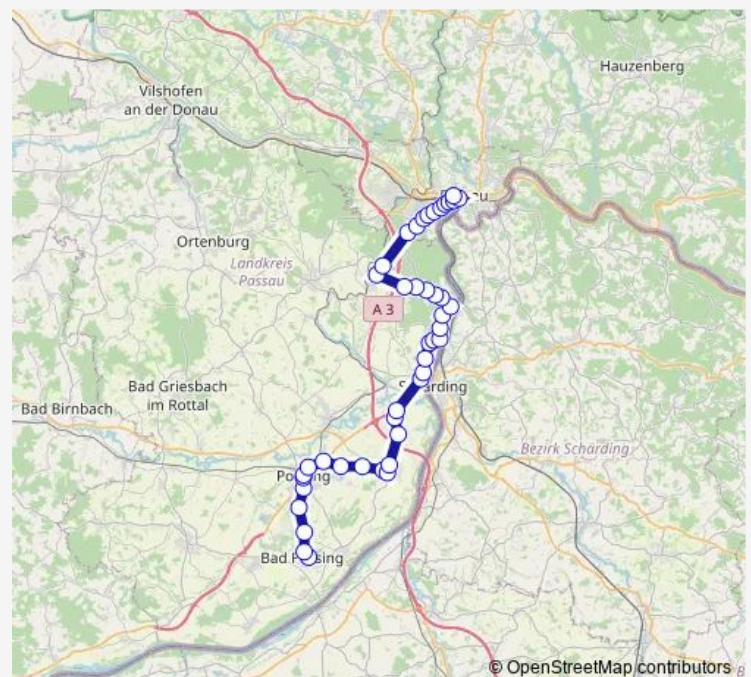 Hauzenberg
Vilshofen
an der Donau
Ortenburg
Landkreis
Passau
A 3
Bad Griesbach
im Rottal
Bad Birnbach
Bezirk Schärding
© OpenStreetMap contributors